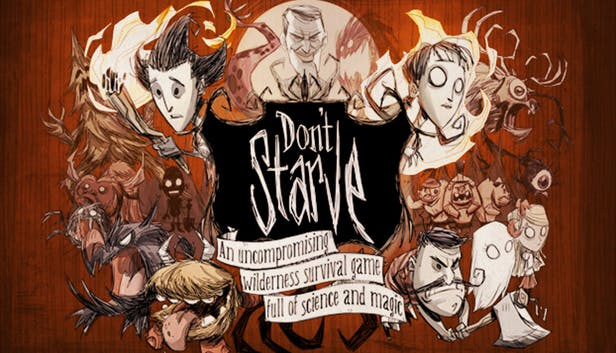 Don't
Starve
An uncompromising
wilderness survival game
full of science and magic